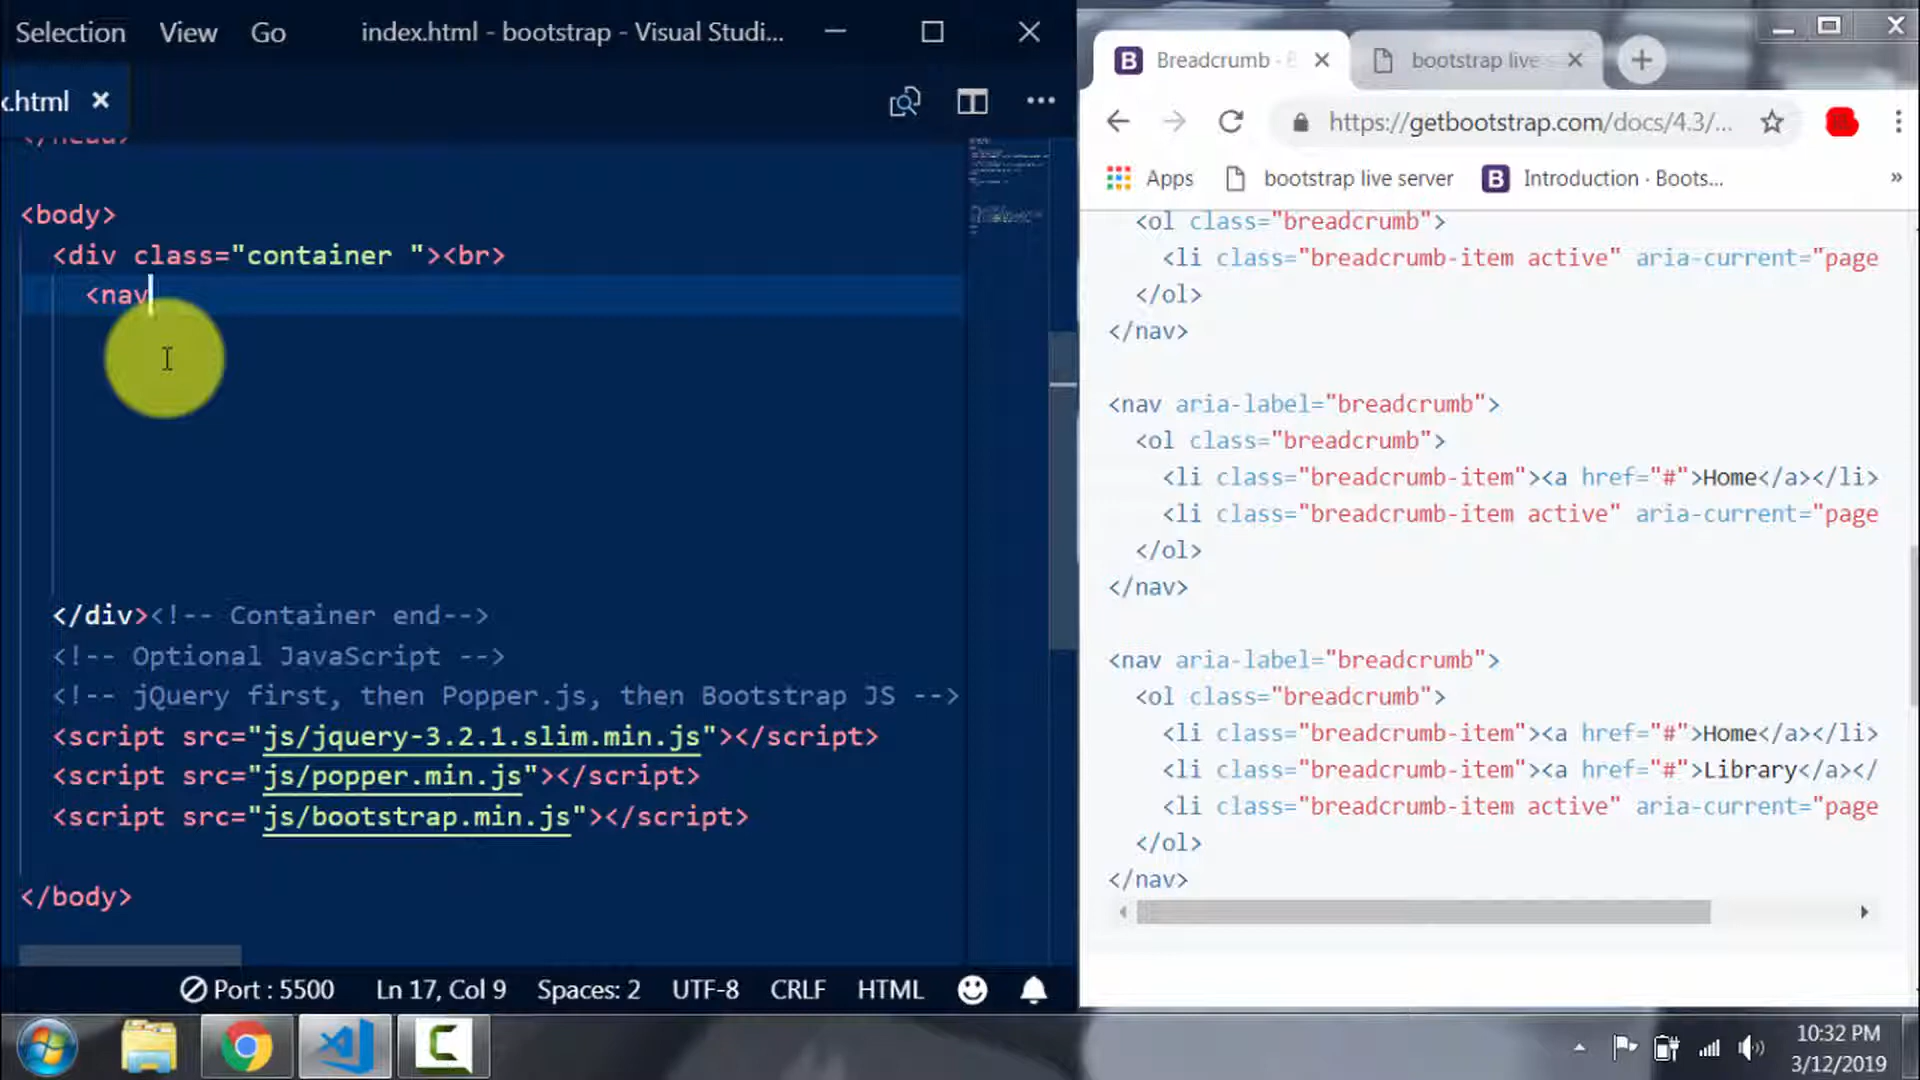 Selection View Go index.html - bootstrap - Visual Studi...
x.html
</head>
<body>
<div class="container "><br>
<nav
</div><!-- Container end-->
<!-- Optional JavaScript -->
<!-- jQuery first, then Popper.js, then Bootstrap JS -->
<script src="js/jquery-3.2.1.slim.min.js"></script>
<script src="js/popper.min.js"></script>
<script src="js/bootstrap.min.js"></script>
</body>
Port : 5500 Ln 17, Col 9 Spaces: 2 UTF-8 CRLF HTML
Breadcrumb - bootstrap live
https://getbootstrap.com/docs/4.3/...
Apps bootstrap live server B Introduction · Boots... »
<ol class="breadcrumb">
<li class="breadcrumb-item active" aria-current="page
</ol>
</nav>
<nav aria-label="breadcrumb">
<ol class="breadcrumb">
<li class="breadcrumb-item"><a href="#">Home</a></li>
<li class="breadcrumb-item active" aria-current="page
</ol>
</nav>
<nav aria-label="breadcrumb">
<ol class="breadcrumb">
<li class="breadcrumb-item"><a href="#">Home</a></li>
<li class="breadcrumb-item"><a href="#">Library</a></
<li class="breadcrumb-item active" aria-current="page
</ol>
</nav>
10:32 PM
3/12/2019